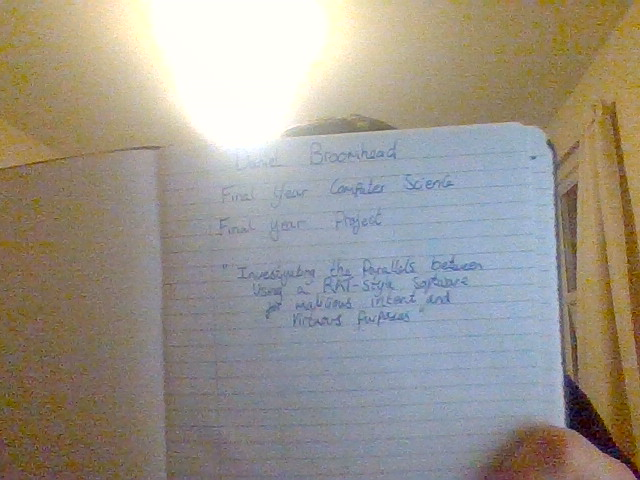 Broomhead
Final Year Computer Science
Final year Project
"Investigating the Parallels between
Using a RAT-Style Software
for malicious intent and
Virtuous Purposes"